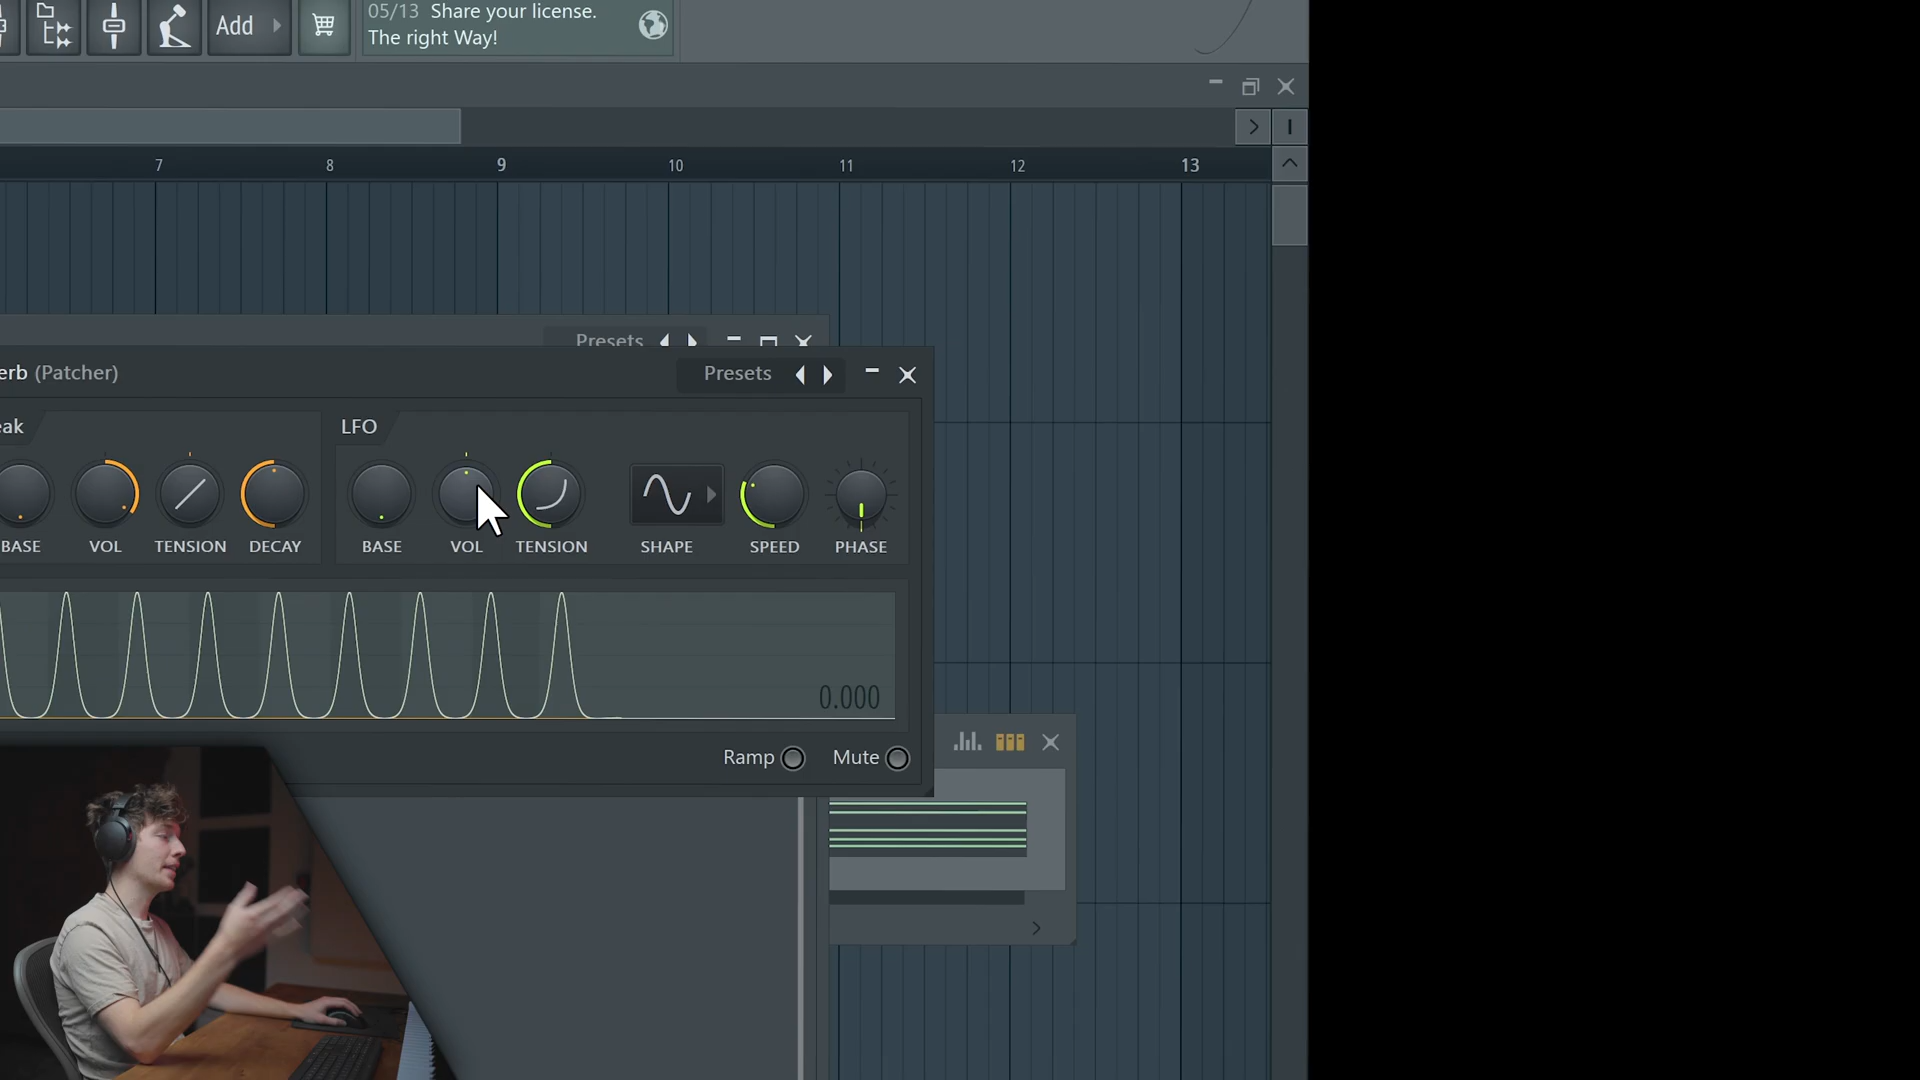 Add
05/13 Share your license.
The right Way!
7 8 9 10 11 12 13
Presets
erb (Patcher)
Presets
eak
LFO
BASE VOL TENSION DECAY
BASE VOL TENSION SHAPE SPEED PHASE
0.000
Ramp Mute